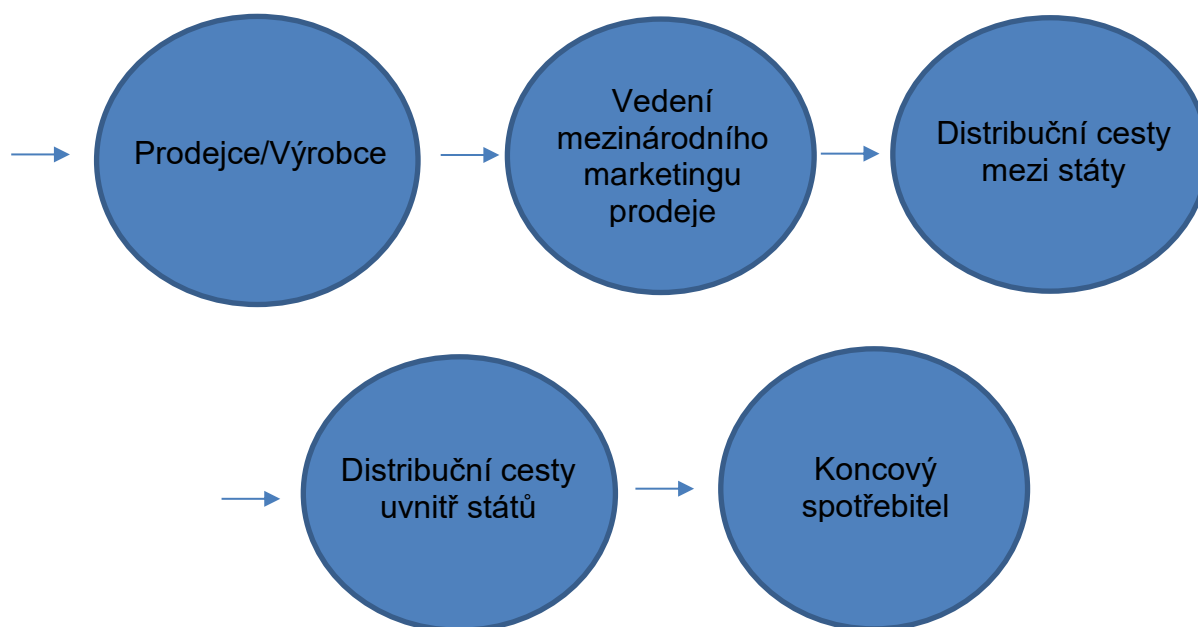 Prodejce/Výrobce
Vedení
mezinárodního
marketingu
prodeje
Distribuční cesty
mezi státy
Distribuční cesty
uvnitř států
Koncový
spotřebitel